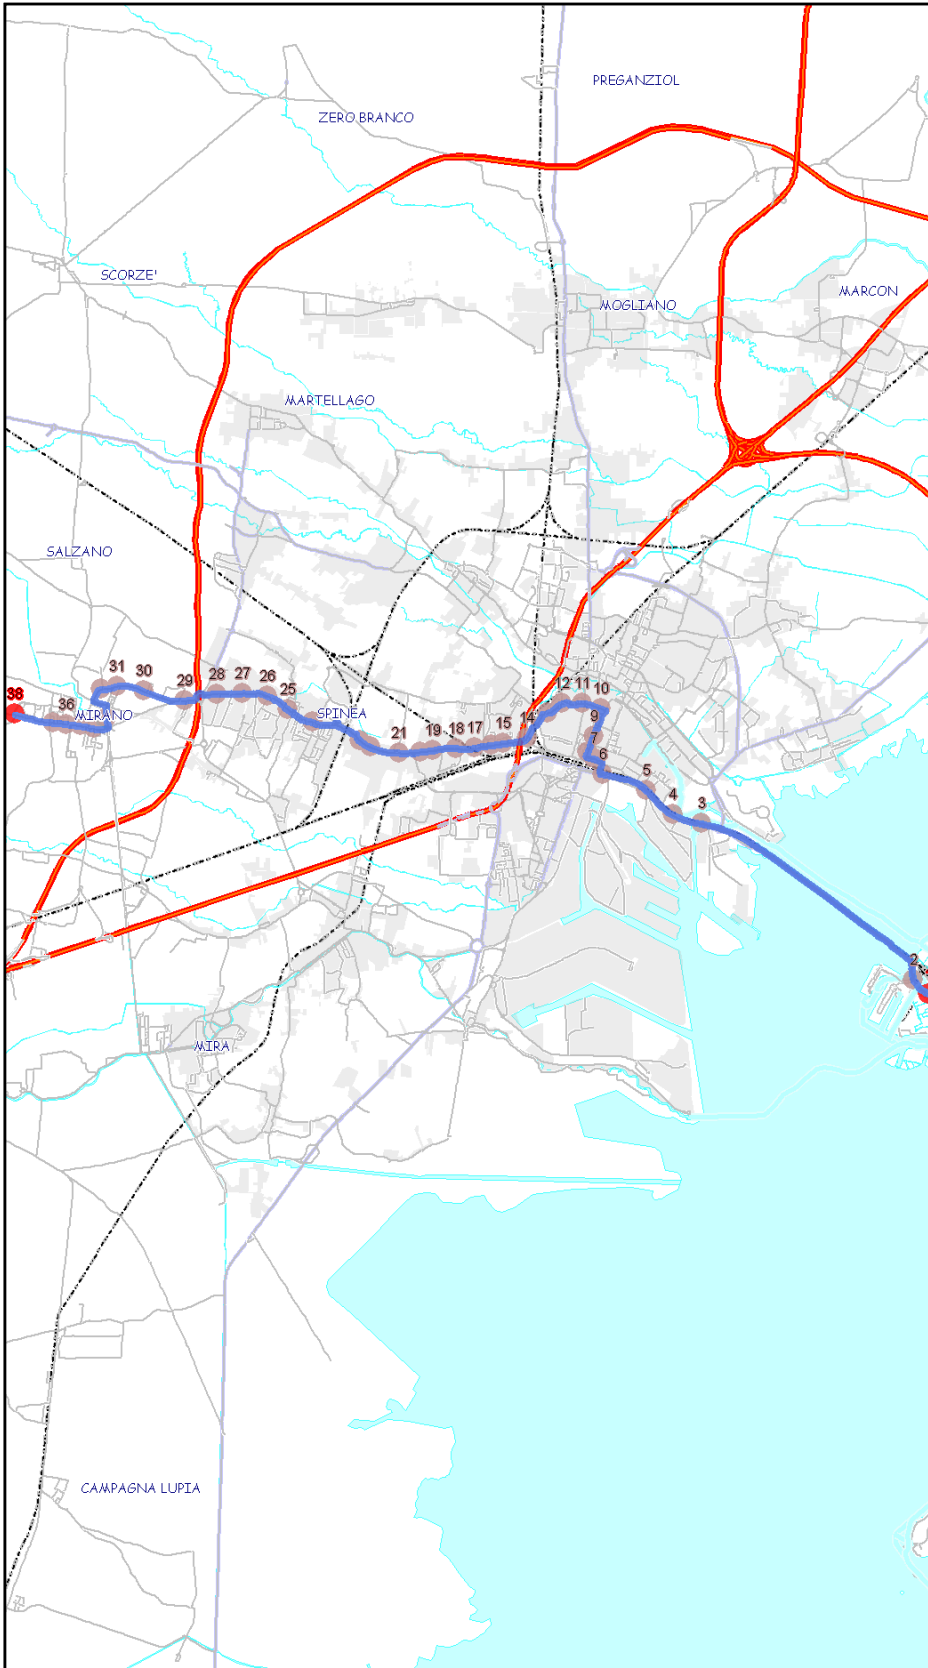 PREGANZIOL
ZERO BRANCO
SCORZE'
MOGLIANO
MARCON
MARTELLAGO
SALZANO
31
30
29
28
27
26
25
38
36
MIRANO
SPINEA
21
19
18
17
15
14
12
11
10
9
7
6
5
4
3
2
MIRA
CAMPAGNA LUPIA